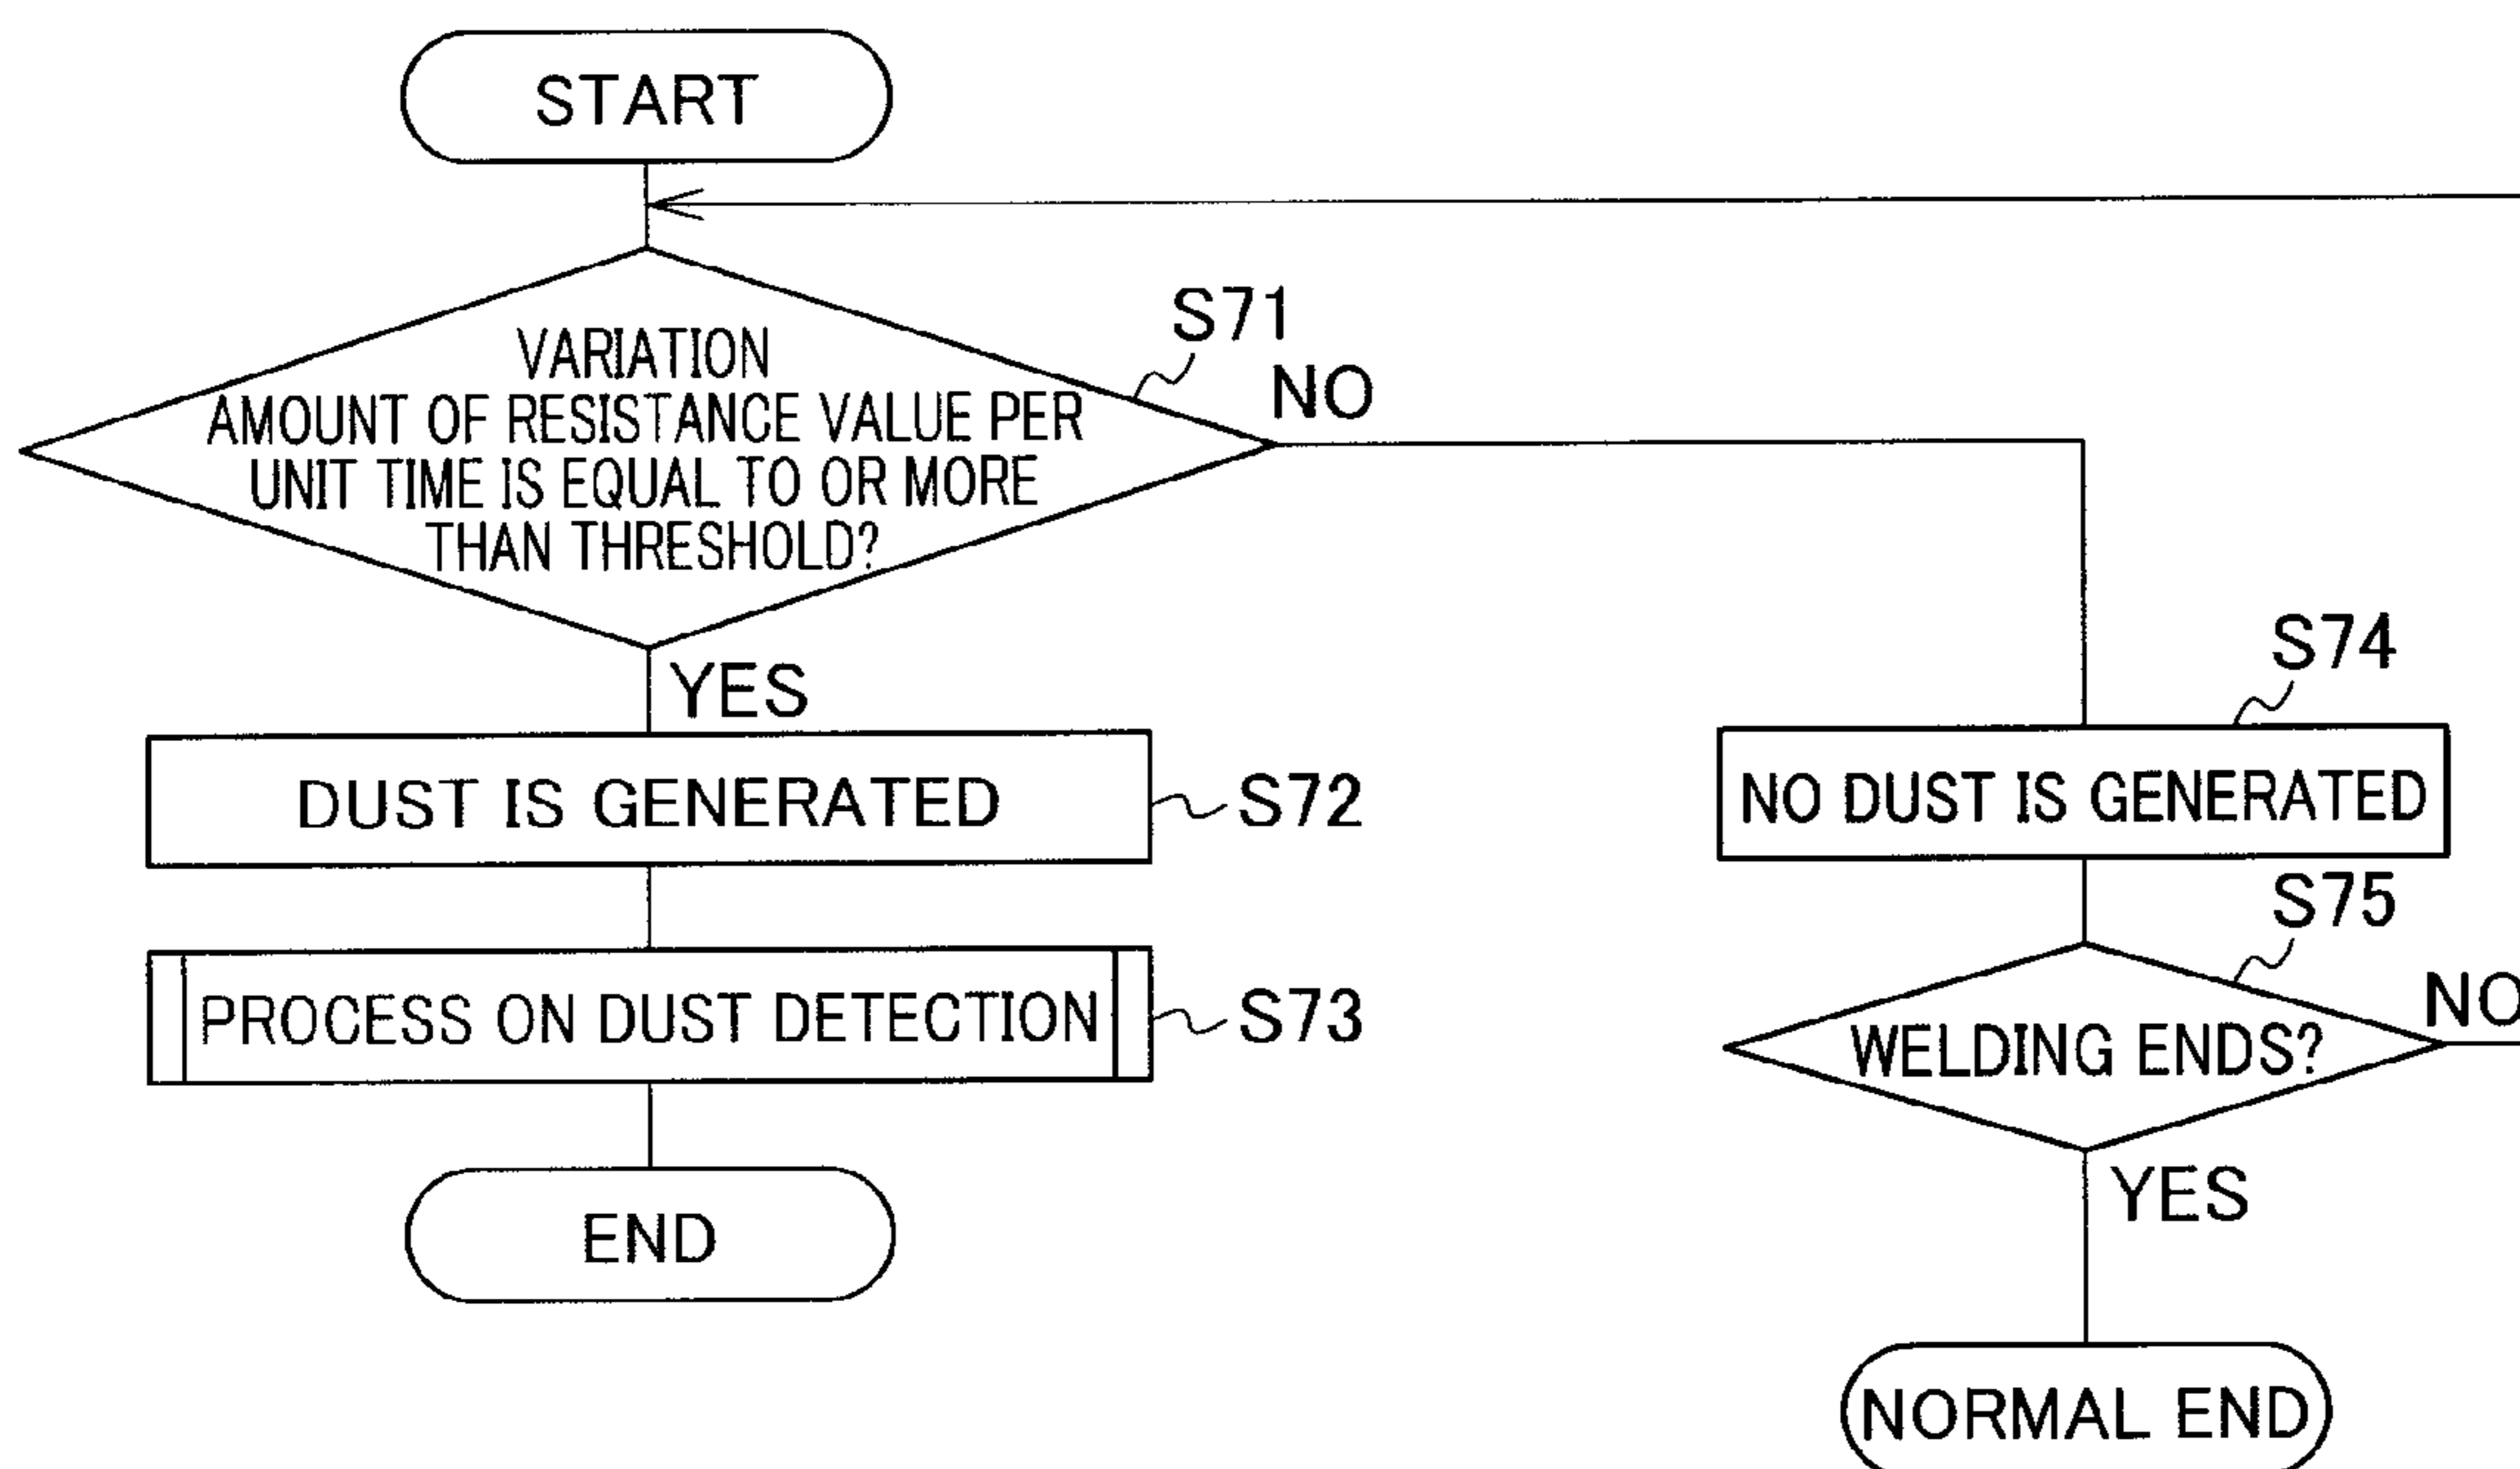 START
S71
VARIATION
AMOUNT OF RESISTANCE VALUE PER
UNIT TIME IS EQUAL TO OR MORE
THAN THRESHOLD?
NO
YES
DUST IS GENERATED
S72
PROCESS ON DUST DETECTION
S73
END
S74
NO DUST IS GENERATED
S75
WELDING ENDS?
NO
YES
NORMAL END